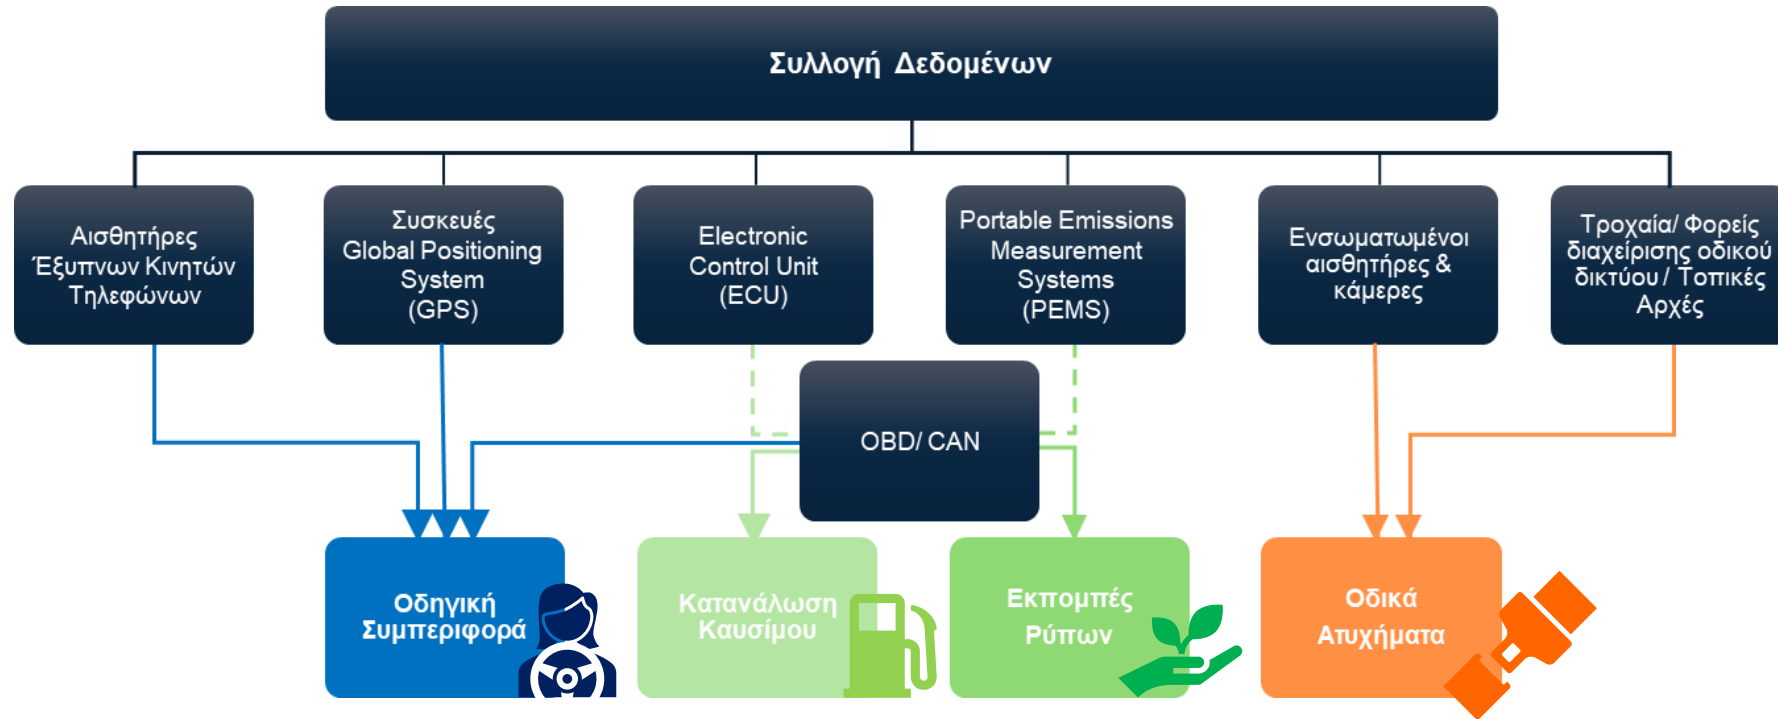 Συλλογή Δεδομένων
Αισθητήρες
Έξυπνων Κινητών
Τηλεφώνων
Συσκευές
Global Positioning
System
(GPS)
Electronic
Control Unit
(ECU)
Portable Emissions
Measurement
Systems
(PEMS)
Ενσωματωμένοι
αισθητήρες &
κάμερες
Τροχαία/ Φορείς
διαχείρισης οδικού
δικτύου / Τοπικές
Αρχές
OBD/ CAN
Οδηγική
Συμπεριφορά
Κατανάλωση
Καυσίμου
Εκπομπές
Ρύπων
Οδικά
Ατυχήματα